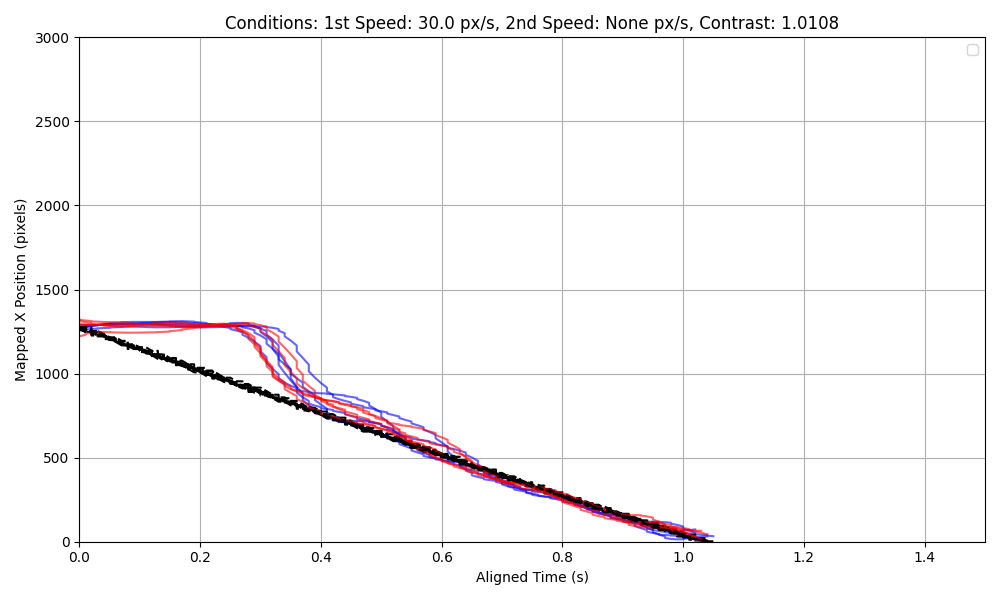 Conditions: 1st Speed: 30.0 px/s, 2nd Speed: None px/s, Contrast: 1.0108
3000
2500
2000
1500
1000
500
0
Mapped X Position (pixels)
0.0 0.2 0.4 0.6 0.8 1.0 1.2 1.4
Aligned Time (s)